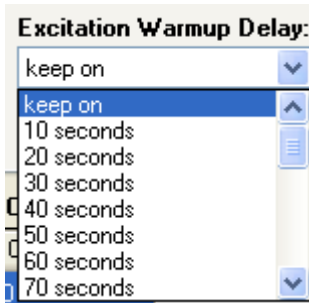 Excitation Warmup Delay:
keep on
keep on
10 seconds
20 seconds
30 seconds
40 seconds
50 seconds
60 seconds
70 seconds